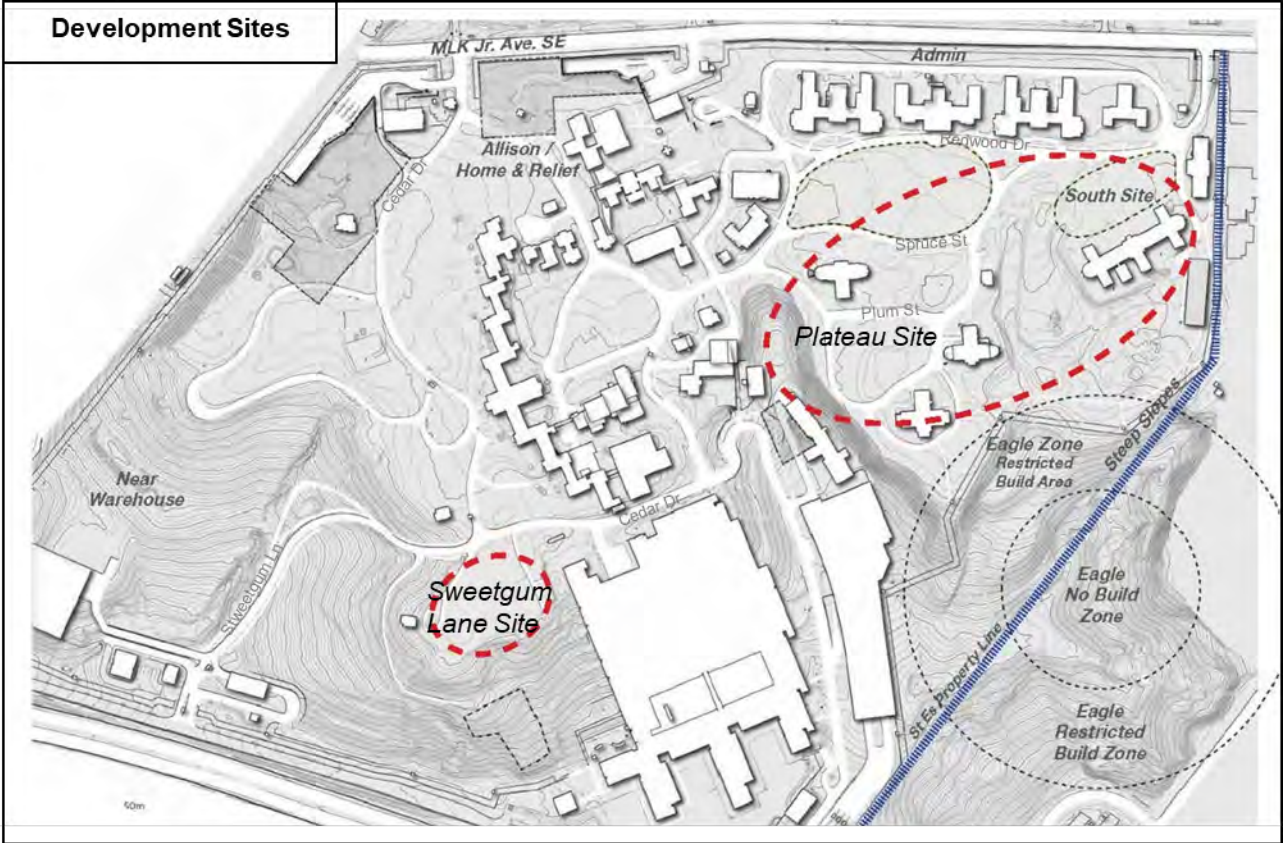 Development Sites
MLK Jr. Ave. SE
Admin
Allison /
Home & Relief
Cedar Dr
Redwood Dr
South Site
Spruce St
Plum St
Plateau Site
Steep Slopes
Eagle Zone
Restricted
Build Area
Near
Warehouse
Cedar Dr
Sweetgum Ln
Sweetgum
Lane Site
Eagle
No Build
Zone
St Es Property Line
Eagle
Restricted
Build Zone
50m